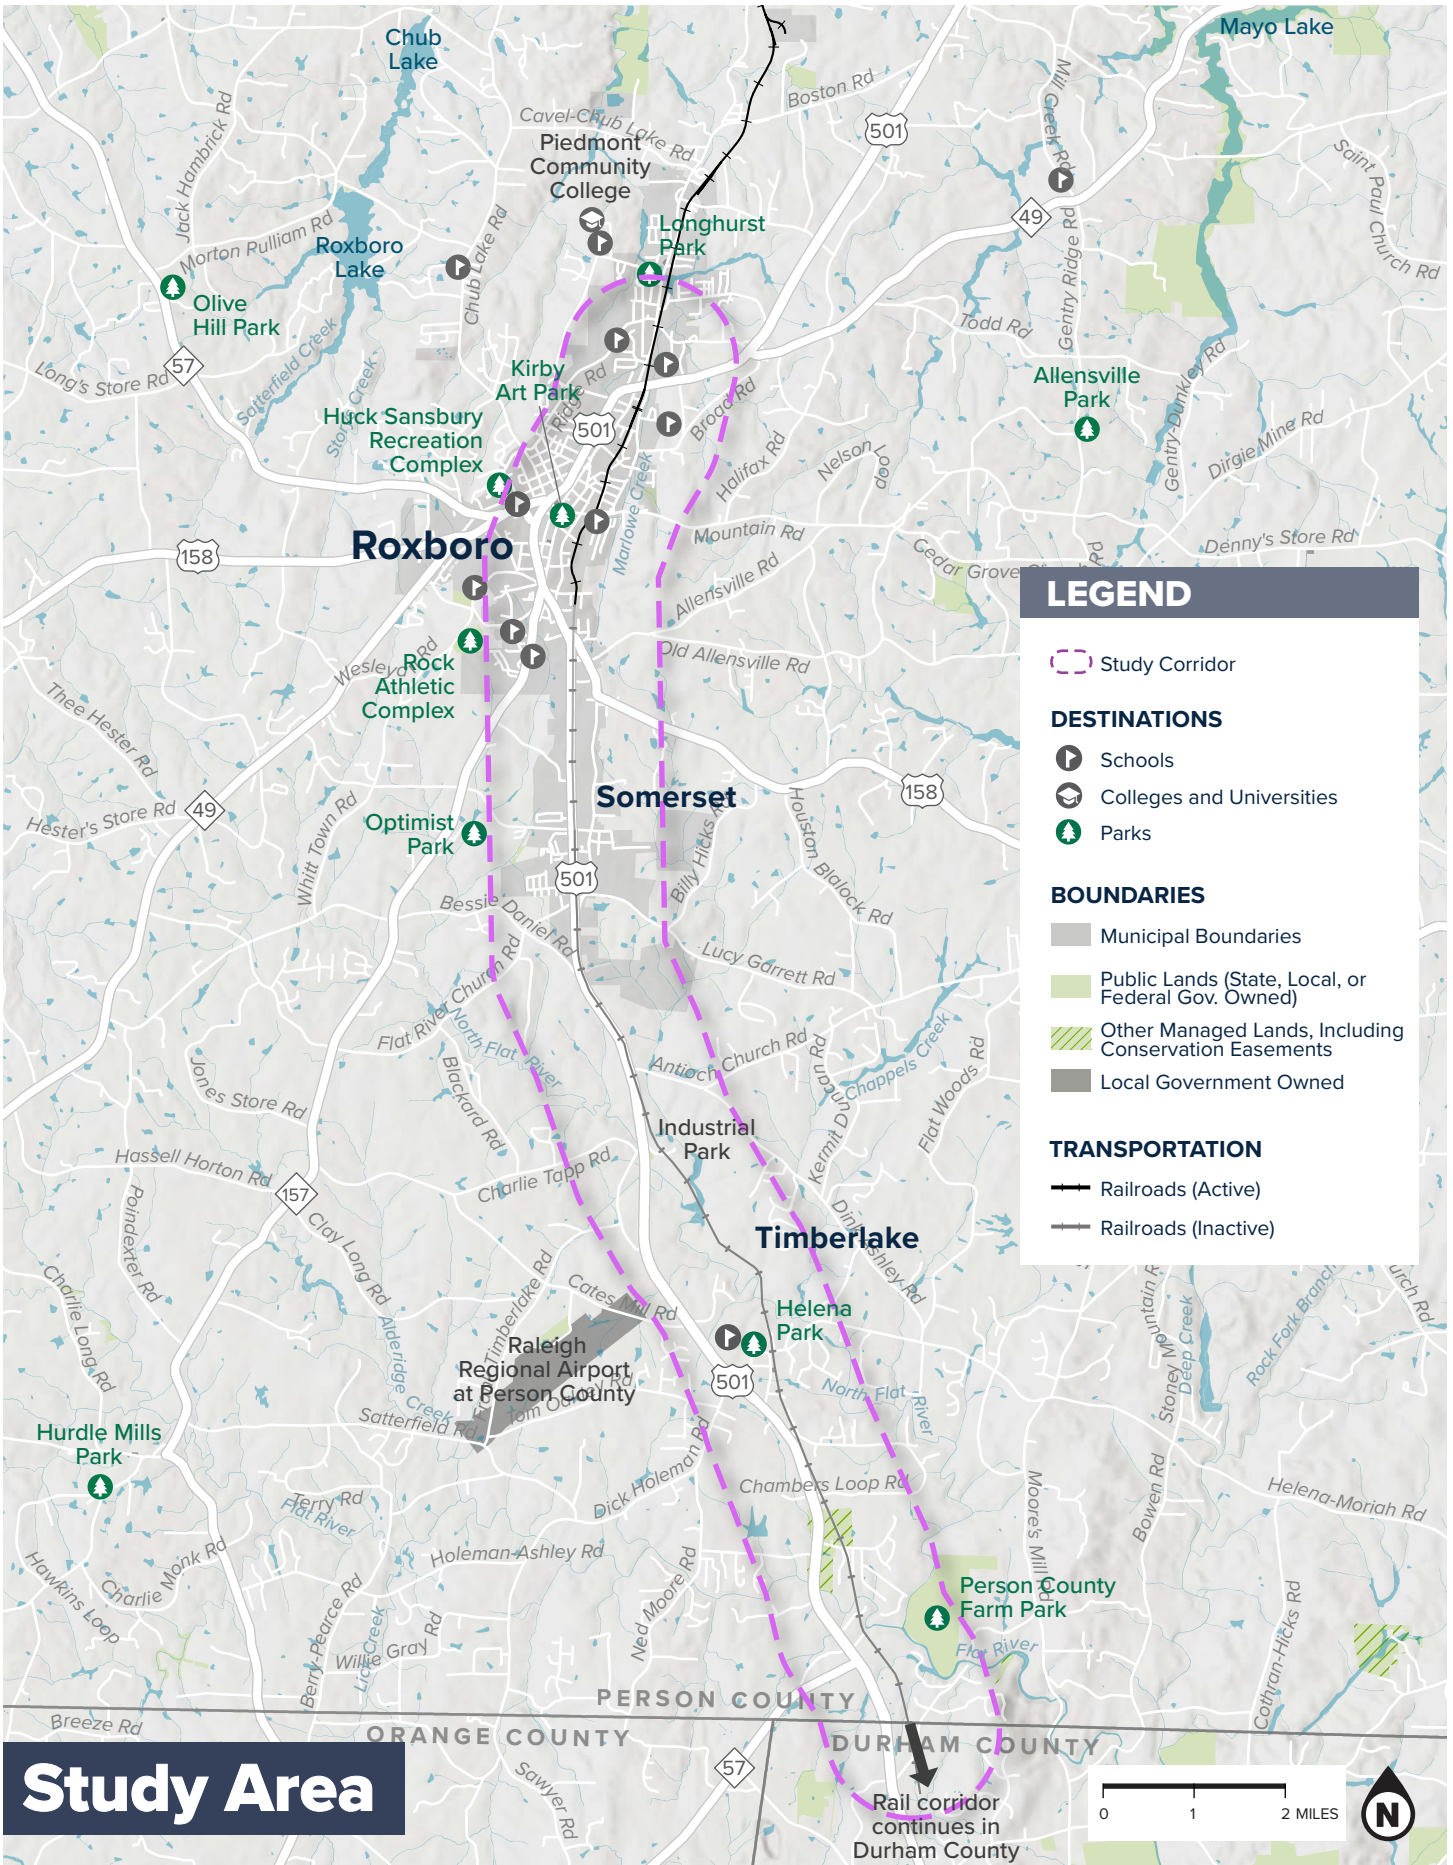 Chub
Lake
Mayo Lake
Boston Rd
Mill Creek Rd
501
Cavel-Chub Lake Rd
Piedmont
Community
College
Jack Hambrick Rd
Saint Paul Church Rd
49
Longhurst
Park
Morton Pulliam Rd
Roxboro
Lake
Chub Lake Rd
Gentry Ridge Rd
Olive
Hill Park
Todd Rd
57
Long's Store Rd
Satterfield Creek
Kirby
Art Park
Ridge Rd
Broad Rd
Allensville
Park
Gentry-Dunkley Rd
Huck Sansbury
Recreation
Complex
501
Dirgie Mine Rd
Nelson Loop
Halifax Rd
Marlowe Creek
Roxboro
158
Mountain Rd
Denny's Store Rd
Cedar Grove
Rd
Allensville Rd
LEGEND
Study Corridor
DESTINATIONS
Schools
Colleges and Universities
Parks
BOUNDARIES
Municipal Boundaries
Public Lands (State, Local, or
Federal Gov. Owned)
Other Managed Lands, Including
Conservation Easements
Local Government Owned
TRANSPORTATION
Railroads (Active)
Railroads (Inactive)
Old Allensville Rd
Rock
Athletic
Complex
Thee Hester Rd
Somerset
158
49
Hester's Store Rd
Whitt Town Rd
Optimist
Park
Billy Hicks
Houston Blalock Rd
501
Bessie Daniel Rd
Lucy Garrett Rd
Flat River Church Rd
North Flat River
Antioch Church Rd
Chappels Creek
Flat Woods Rd
Blackard Rd
Jones Store Rd
Industrial
Park
Kermit Duncan Rd
Hassell Horton Rd
Charlie Tapp Rd
157
Poindexter Rd
Clay Long Rd
Timberlake
Charlie Long Rd
Cates Mill Rd
Helena
Park
Alderidge Creek
Raleigh
Regional Airport
at Person County
501
North Flat River
Deep Creek
Rock Fork Branch
Satterfield Rd
Hurdle Mills
Park
Dick Holeman Rd
Chambers Loop Rd
Moore's Mill Rd
Bowen Rd
Helena-Moriah Rd
Terry Rd
Flat River
Holeman-Ashley Rd
Charlie Monk Rd
Hawkins Loop
Ned Moore Rd
Berry-Pearce Rd
Lick Creek
Willie Gray Rd
Person County
Farm Park
Flat River
Cothran-Hicks Rd
PERSON COUNTY
Breeze Rd
ORANGE COUNTY
DURHAM COUNTY
57
Sawyer Rd
Study Area
Rail corridor
continues in
Durham County
0 1 2 MILES
N